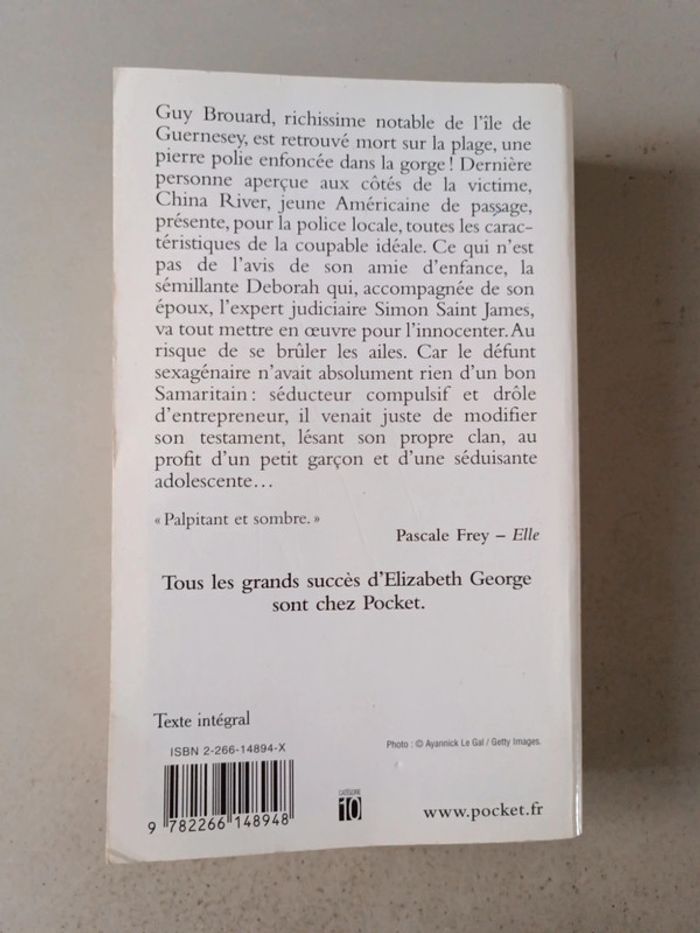 Guy Brouard, richissime notable de l'île de
Guernesey, est retrouvé mort sur la plage, une
pierre polie enfoncée dans la gorge ! Dernière
personne aperçue aux côtés de la victime,
China River, jeune Américaine de passage,
présente, pour la police locale, toutes les carac-
téristiques de la coupable idéale. Ce qui n'est
pas de l'avis de son amie d'enfance, la
sémillante Deborah qui, accompagnée de son
époux, l'expert judiciaire Simon Saint James,
va tout mettre en œuvre pour l'innocenter. Au
risque de se brûler les ailes. Car le défunt
sexagénaire n'avait absolument rien d'un bon
Samaritain : séducteur compulsif et drôle
d'entrepreneur, il venait juste de modifier
son testament, lésant son propre clan, au
profit d'un petit garçon et d'une séduisante
adolescente…
« Palpitant et sombre. »
Pascale Frey – Elle
Tous les grands succès d'Elizabeth George
sont chez Pocket.
Texte intégral
ISBN 2-266-14894-X
Photo : © Ayannick Le Gal / Getty Images.
9 782266 148948
CATÉGORIE
10
www.pocket.fr